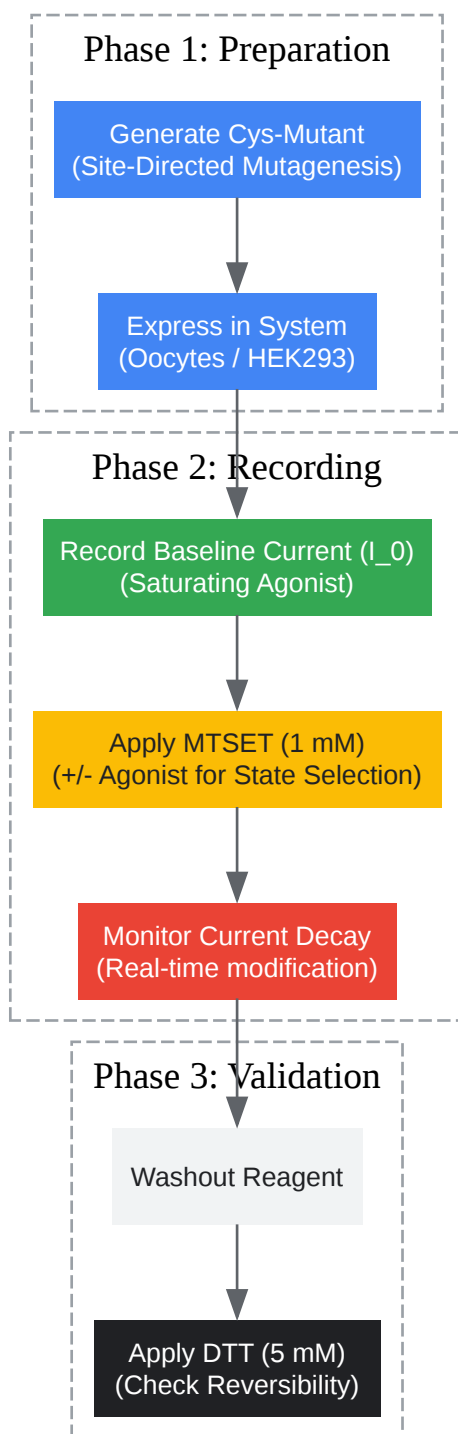 Phase 1: Preparation
Generate Cys-Mutant
(Site-Directed Mutagenesis)
Express in System
(Oocytes / HEK293)
Phase 2: Recording
Record Baseline Current (I_0)
(Saturating Agonist)
Apply MTSET (1 mM)
(+/- Agonist for State Selection)
Monitor Current Decay
(Real-time modification)
Phase 3: Validation
Washout Reagent
Apply DTT (5 mM)
(Check Reversibility)